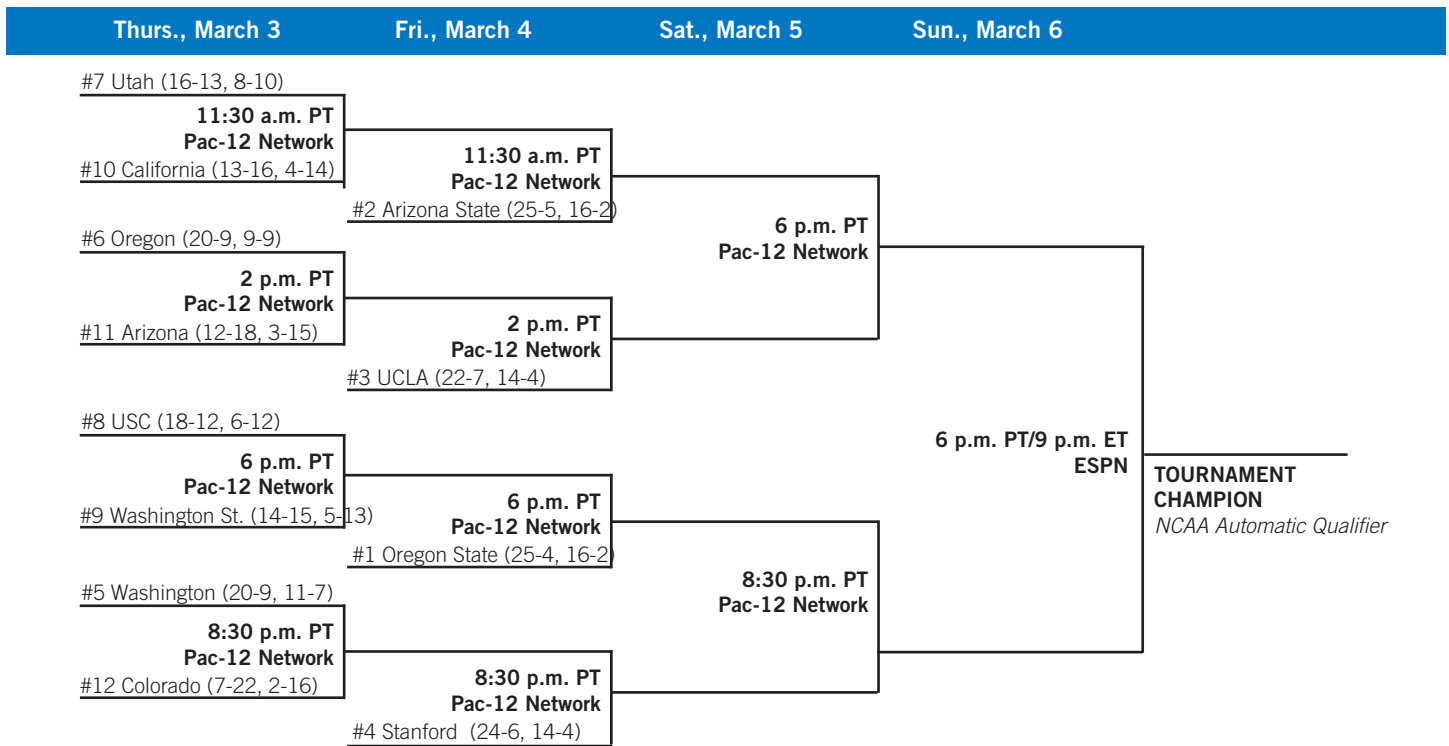 Thurs., March 3
Fri., March 4
Sat., March 5
Sun., March 6
#7 Utah (16-13, 8-10)
11:30 a.m. PT
Pac-12 Network
#10 California (13-16, 4-14)
11:30 a.m. PT
Pac-12 Network
#2 Arizona State (25-5, 16-2)
#6 Oregon (20-9, 9-9)
2 p.m. PT
Pac-12 Network
#11 Arizona (12-18, 3-15)
2 p.m. PT
Pac-12 Network
#3 UCLA (22-7, 14-4)
6 p.m. PT
Pac-12 Network
#8 USC (18-12, 6-12)
6 p.m. PT
Pac-12 Network
#9 Washington St. (14-15, 5-13)
6 p.m. PT
Pac-12 Network
#1 Oregon State (25-4, 16-2)
#5 Washington (20-9, 11-7)
8:30 p.m. PT
Pac-12 Network
#12 Colorado (7-22, 2-16)
8:30 p.m. PT
Pac-12 Network
#4 Stanford (24-6, 14-4)
8:30 p.m. PT
Pac-12 Network
6 p.m. PT/9 p.m. ET
ESPN
TOURNAMENT
CHAMPION
NCAA Automatic Qualifier